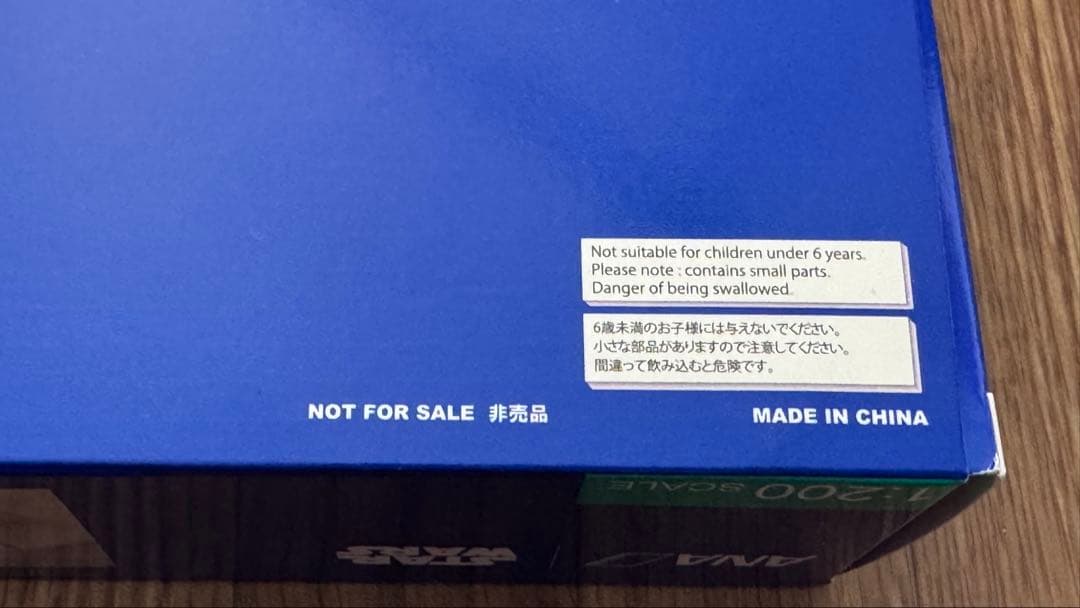 Not suitable for children under 6 years.
Please note : contains small parts.
Danger of being swallowed.
6歳未満のお子様には与えないでください。
小さな部品がありますので注意してください。
間違って飲み込むと危険です。
NOT FOR SALE 非売品
MADE IN CHINA
1:200 SCALE
STAR WARS
ANA